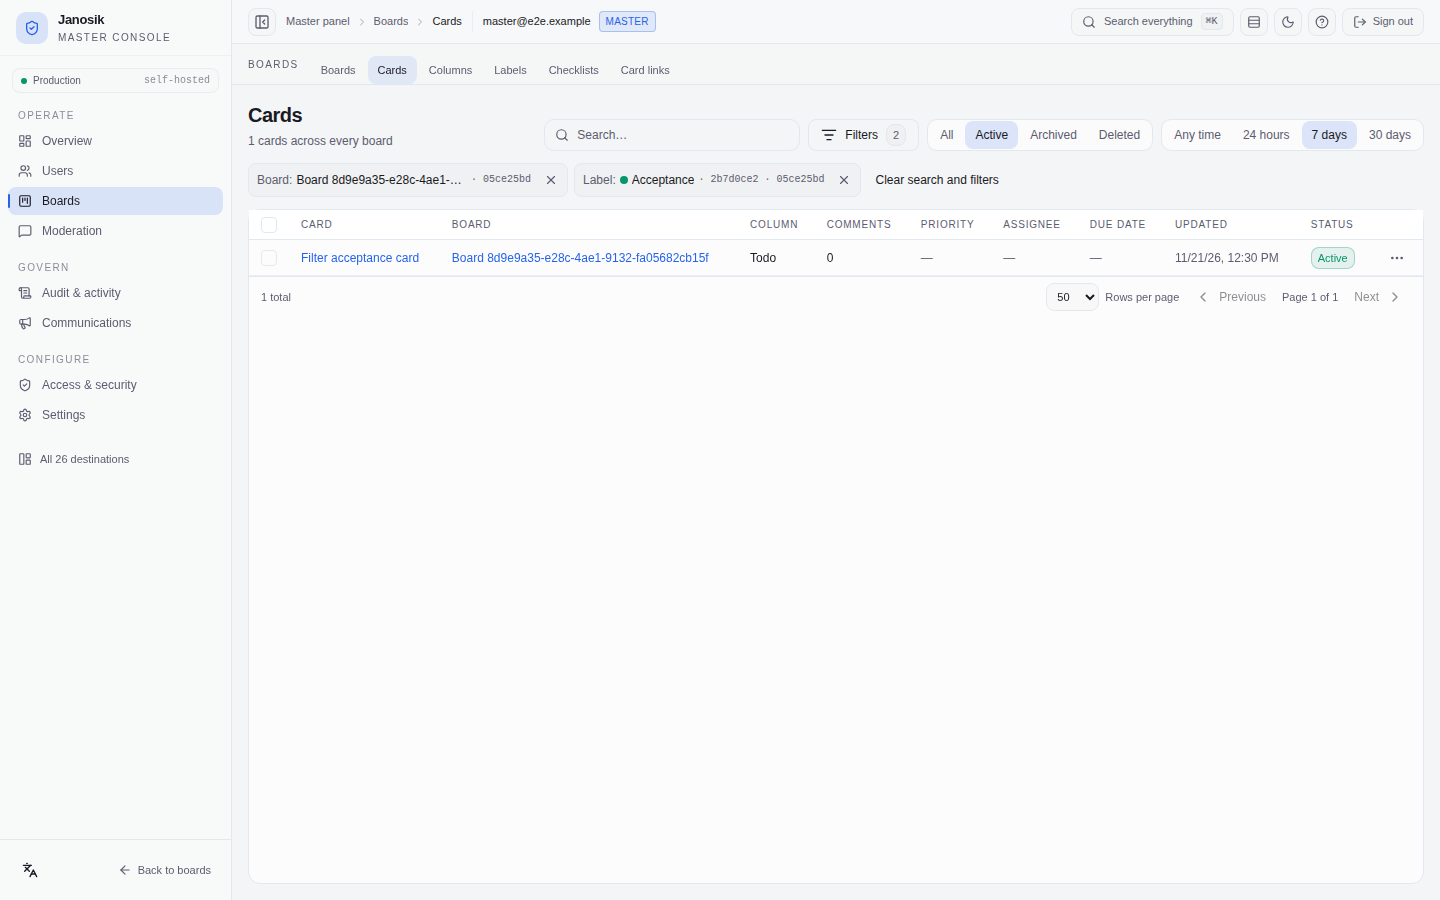 Janosik
MASTER CONSOLE
Production self-hosted
OPERATE
Overview
Users
Boards
Moderation
GOVERN
Audit & activity
Communications
CONFIGURE
Access & security
Settings
All 26 destinations
Back to boards
Master panel Boards Cards master@e2e.example MASTER
Search everything ⌘K Sign out
BOARDS Boards Cards Columns Labels Checklists Card links
Cards
1 cards across every board
Search… Filters 2 All Active Archived Deleted Any time 24 hours 7 days 30 days
Board: Board 8d9e9a35-e28c-4ae1-… · 05ce25bd Label: Acceptance · 2b7d0ce2 · 05ce25bd Clear search and filters
CARD BOARD COLUMN COMMENTS PRIORITY ASSIGNEE DUE DATE UPDATED STATUS
Filter acceptance card Board 8d9e9a35-e28c-4ae1-9132-fa05682cb15f Todo 0 — — — 11/21/26, 12:30 PM Active
1 total 50 Rows per page Previous Page 1 of 1 Next